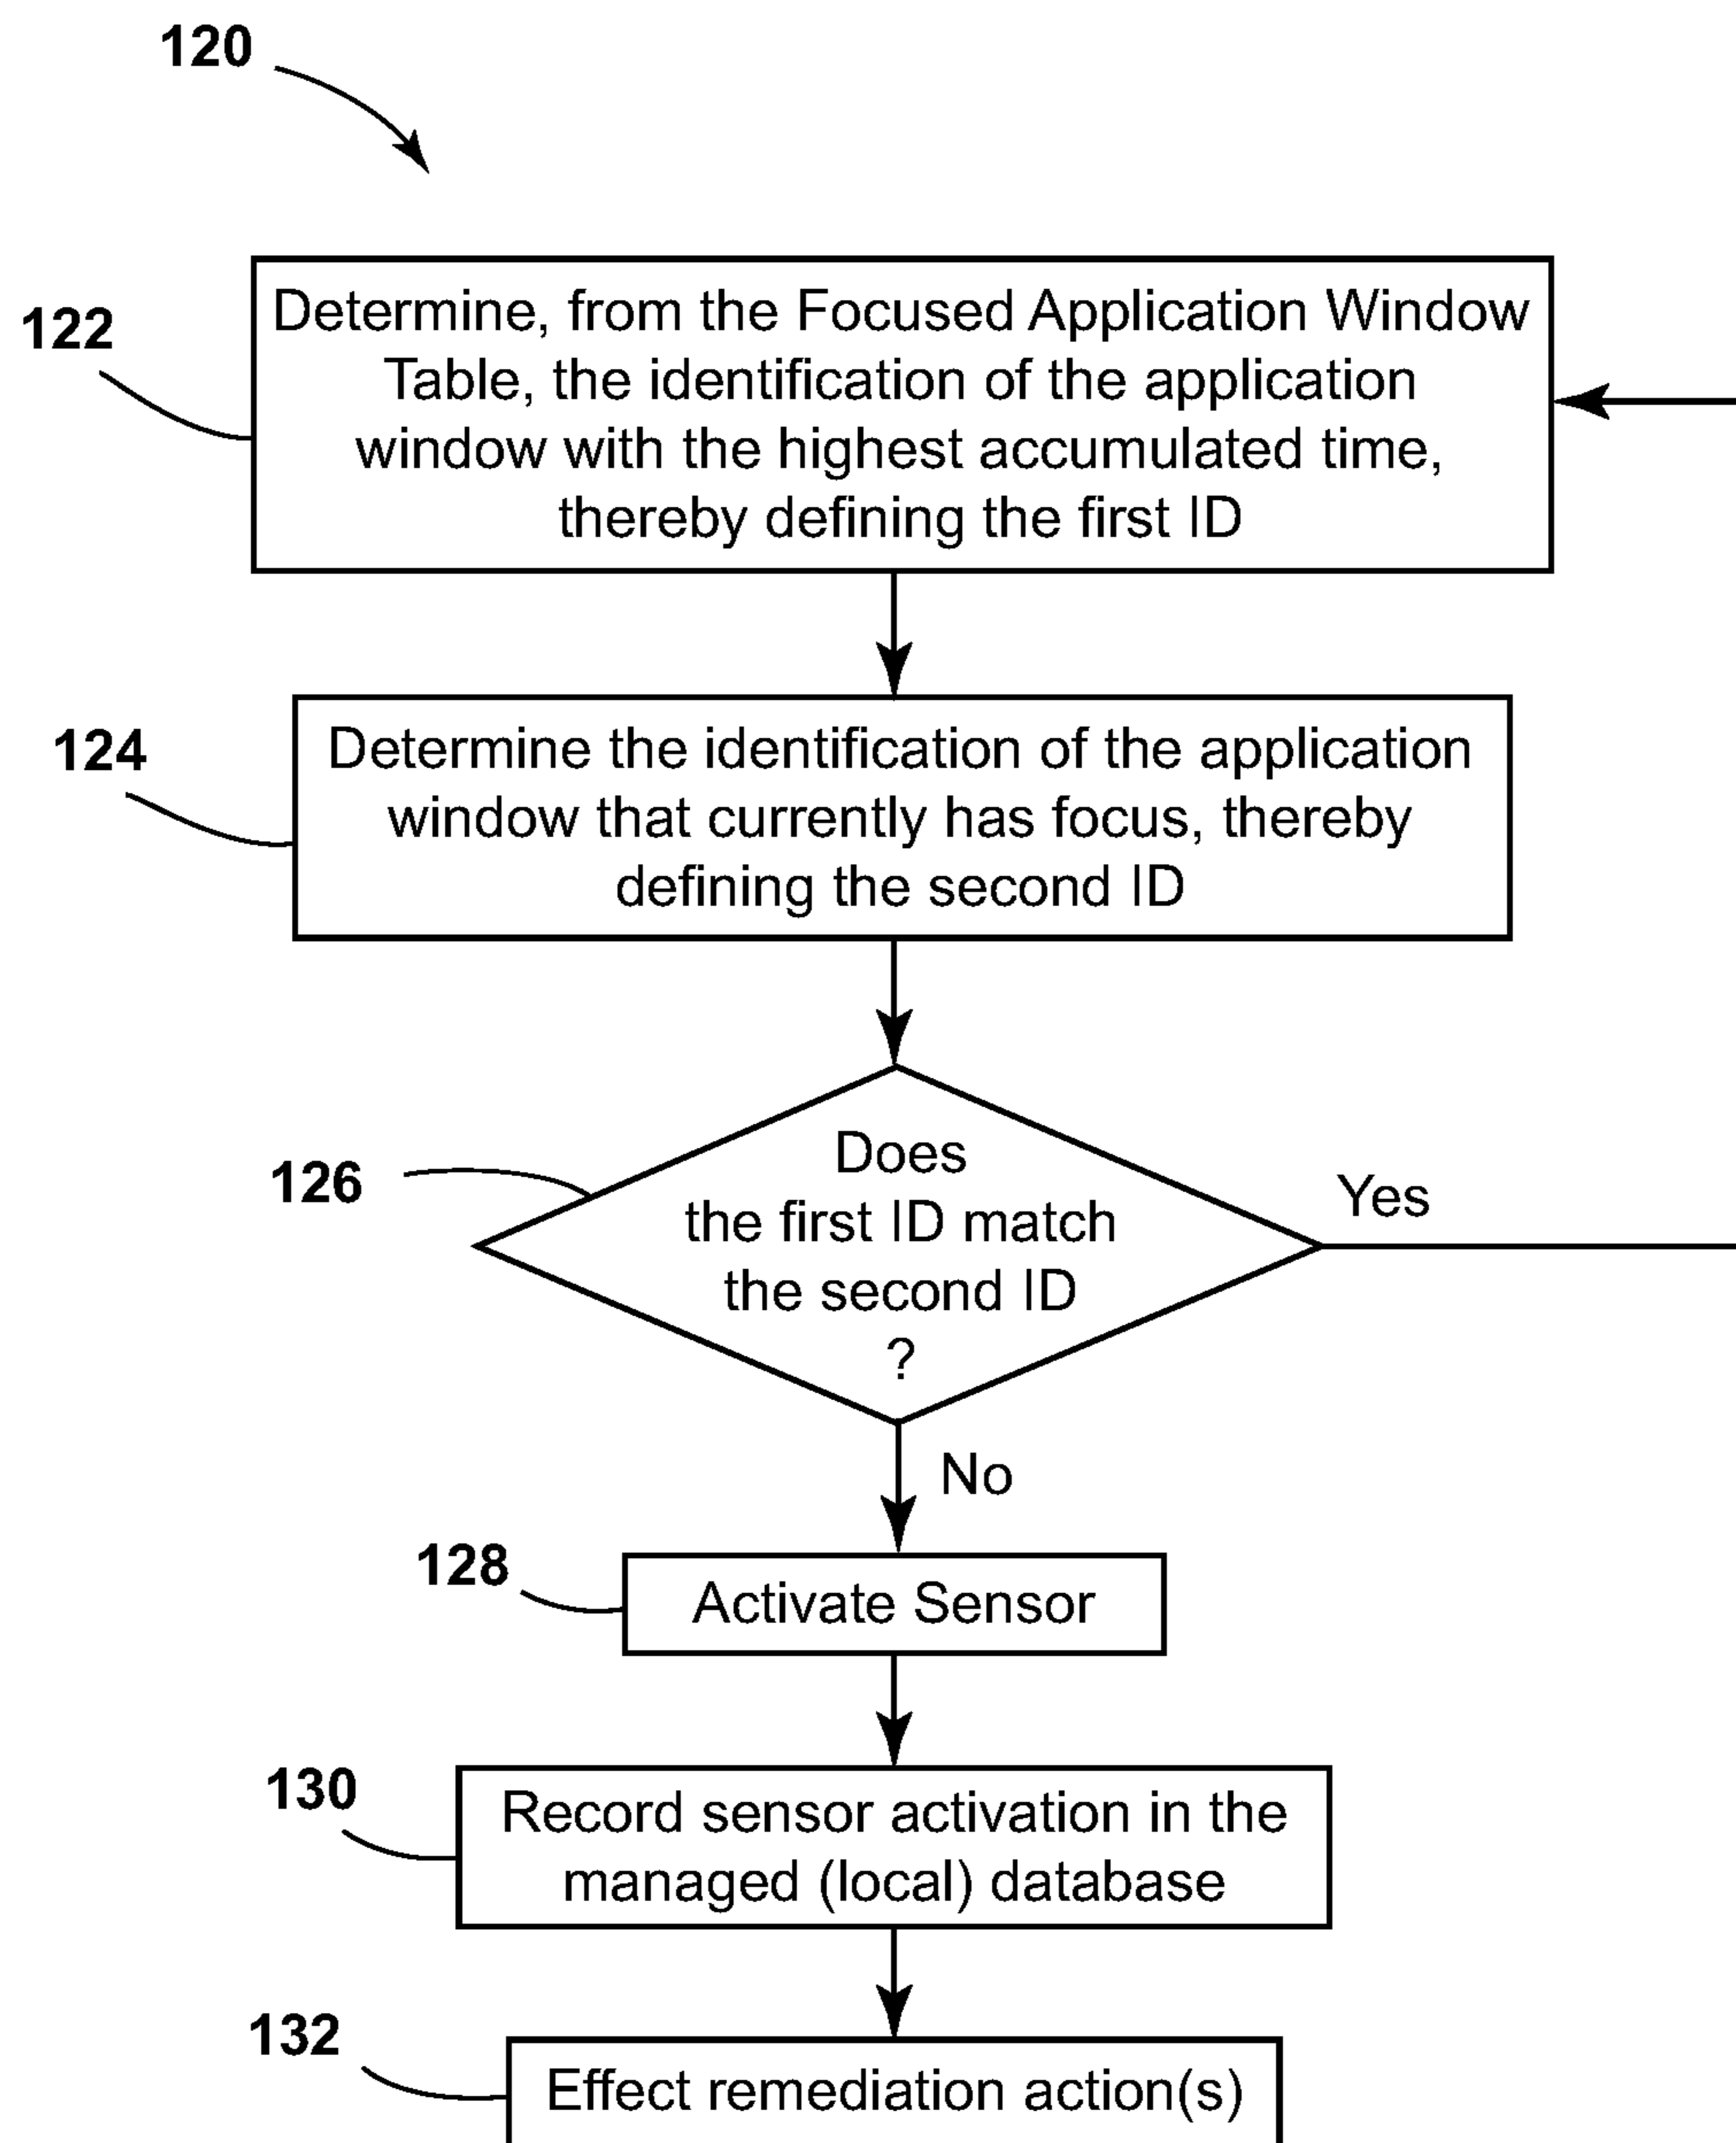 120
122
Determine, from the Focused Application Window
Table, the identification of the application
window with the highest accumulated time,
thereby defining the first ID
124
Determine the identification of the application
window that currently has focus, thereby
defining the second ID
126
Does
the first ID match
the second ID
?
Yes
No
128
Activate Sensor
130
Record sensor activation in the
managed (local) database
132
Effect remediation action(s)